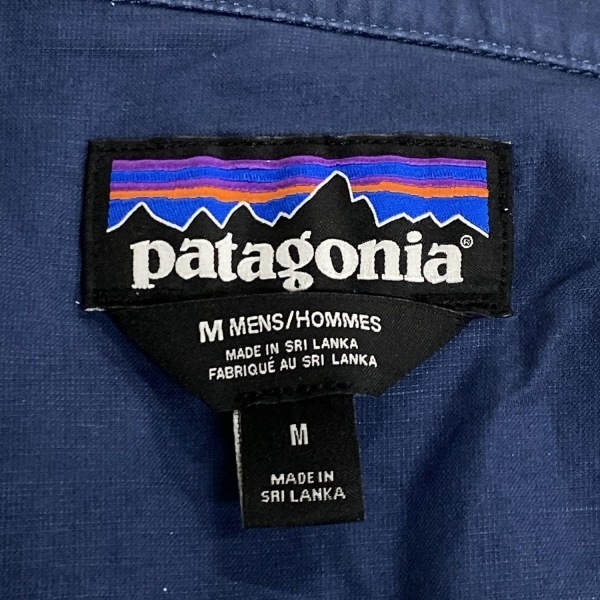 patagonia®
M MENS/HOMMES
MADE IN SRI LANKA
FABRIQUÉ AU SRI LANKA
M
MADE IN
SRI LANKA